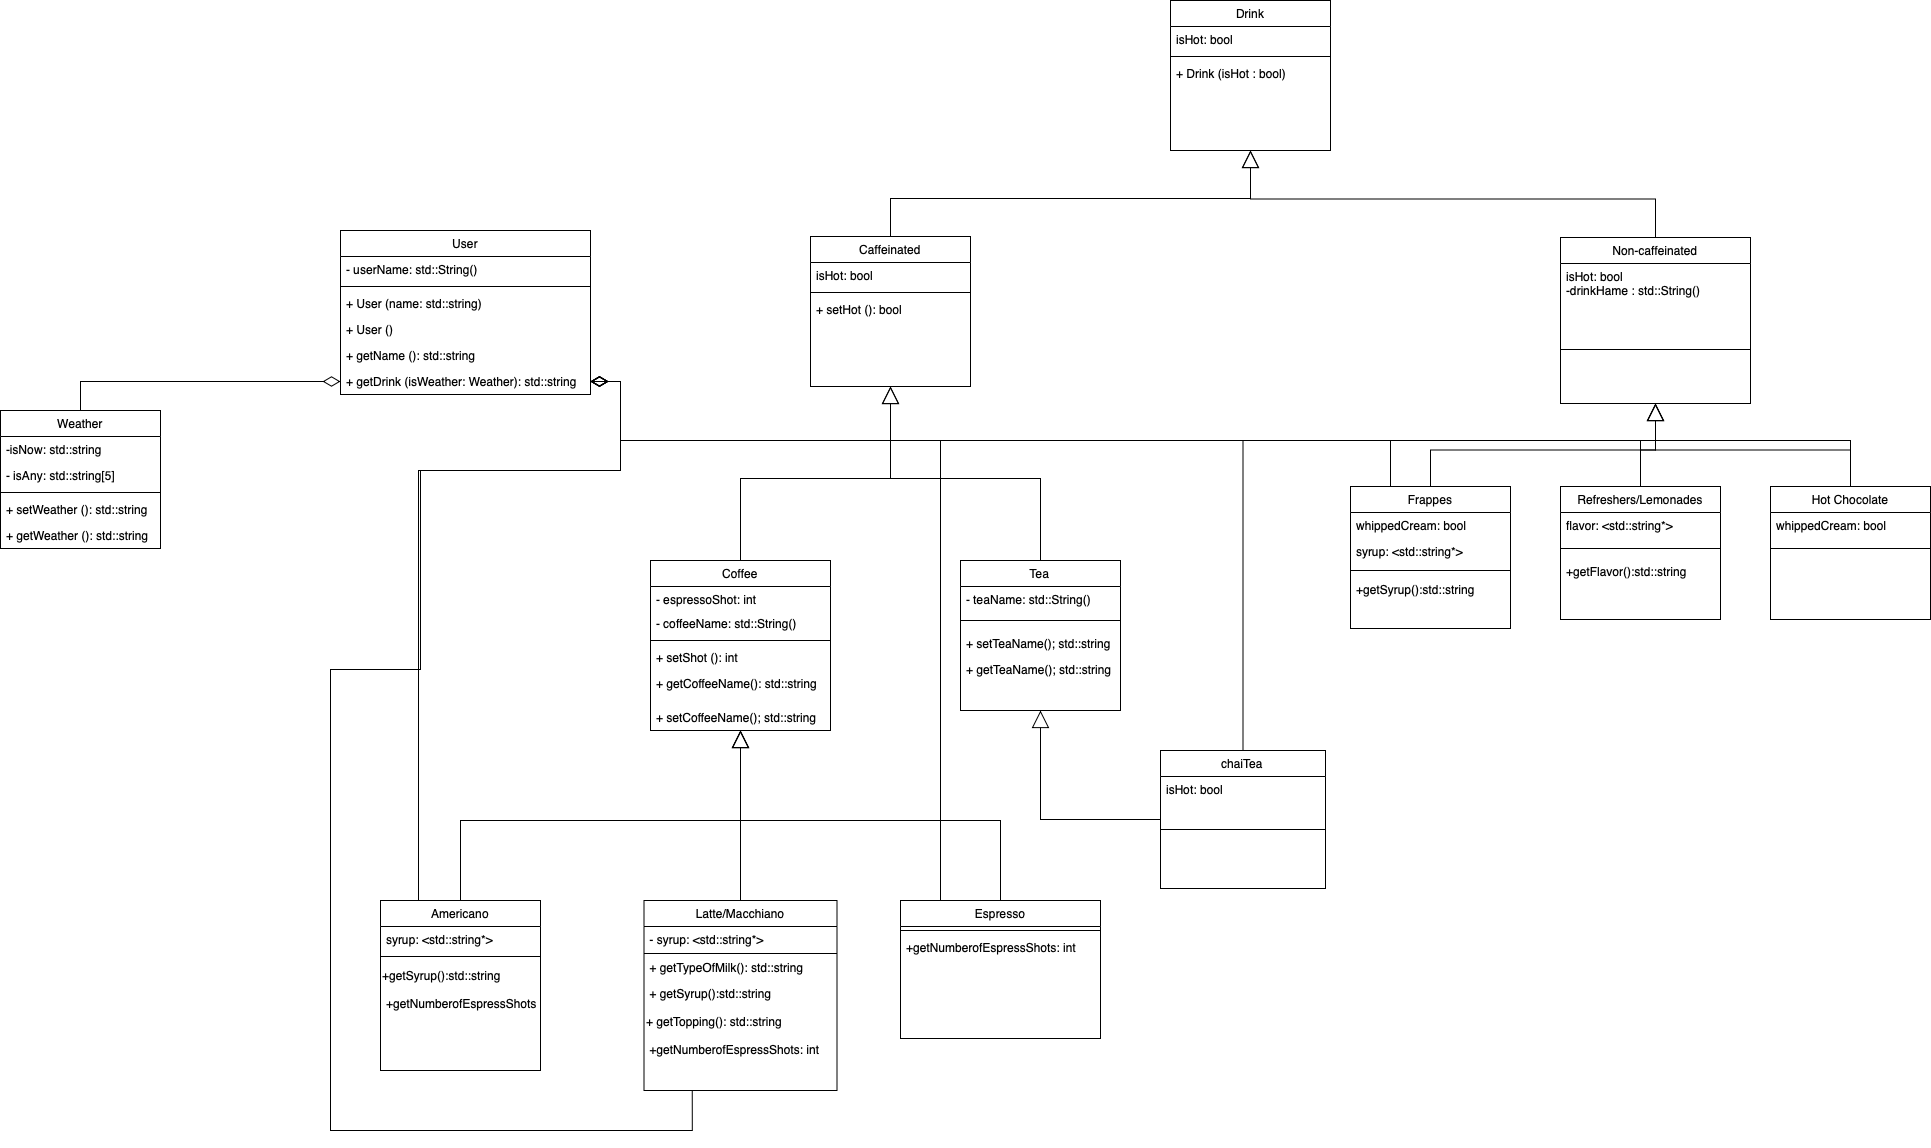 Drink
isHot: bool
+ Drink (isHot : bool)
User
- userName: std::String()
+ User (name: std::string)
+ User ()
+ getName (): std::string
+ getDrink (isWeather: Weather): std::string
Caffeinated
isHot: bool
+ setHot (): bool
Non-caffeinated
isHot: bool
-drinkHame : std::String()
Weather
-isNow: std::string
- isAny: std::string[5]
+ setWeather (): std::string
+ getWeather (): std::string
Coffee
- espressoShot: int
- coffeeName: std::String()
+ setShot (): int
+ getCoffeeName(): std::string
+ setCoffeeName(); std::string
Tea
- teaName: std::String()
+ setTeaName(); std::string
+ getTeaName(); std::string
Frappes
whippedCream: bool
syrup: <std::string*>
+getSyrup():std::string
Refreshers/Lemonades
flavor: <std::string*>
+getFlavor():std::string
Hot Chocolate
whippedCream: bool
chaiTea
isHot: bool
Americano
syrup: <std::string*>
+getSyrup():std::string
+getNumberofEspressShots
Latte/Macchiano
- syrup: <std::string*>
+ getTypeOfMilk(): std::string
+ getSyrup():std::string
+ getTopping(): std::string
+getNumberofEspressShots: int
Espresso
+getNumberofEspressShots: int